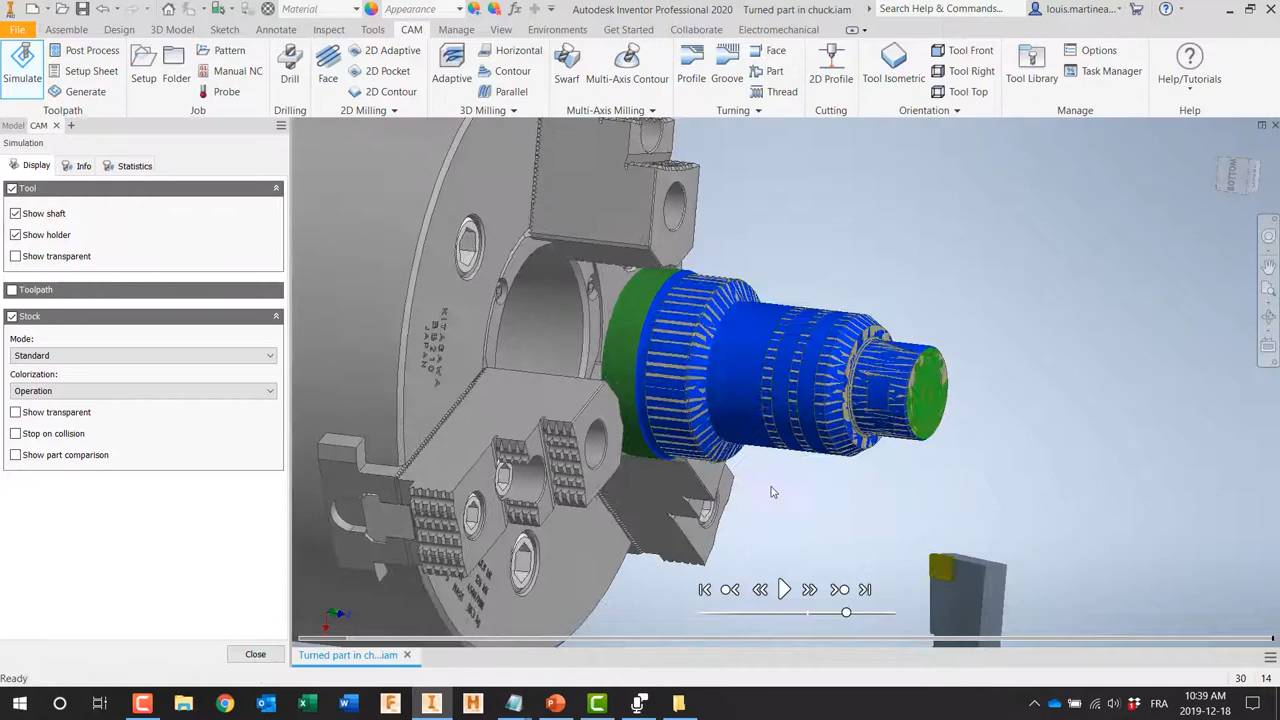 Material
Appearance
Autodesk Inventor Professional 2020 Turned part in chuck.iam
Search Help & Commands...
louis.martinea...
File Assemble Design 3D Model Sketch Annotate Inspect Tools CAM Manage View Environments Get Started Collaborate Electromechanical
Simulate
Post Process
Setup Sheet
Generate
Toolpath
Setup
Folder
Pattern
Manual NC
Probe
Job
Drill
Drilling
Face
2D Adaptive
2D Pocket
2D Contour
2D Milling
Adaptive
Horizontal
Contour
Parallel
3D Milling
Swarf
Multi-Axis Contour
Multi-Axis Milling
Profile
Groove
Face
Part
Thread
Turning
2D Profile
Cutting
Tool Isometric
Tool Front
Tool Right
Tool Top
Orientation
Tool Library
Options
Task Manager
Manage
Help/Tutorials
Help
Model CAM
Simulation
Display Info Statistics
Tool
Show shaft
Show holder
Show transparent
Toolpath
Stock
Mode:
Standard
Colorization:
Operation
Show transparent
Stop on collision
Show part comparison
Close
BOTTOM
KITAGAWA
JAPAN
Turned part in ch...iam
Ready
30 14
FRA
10:39 AM
2019-12-18